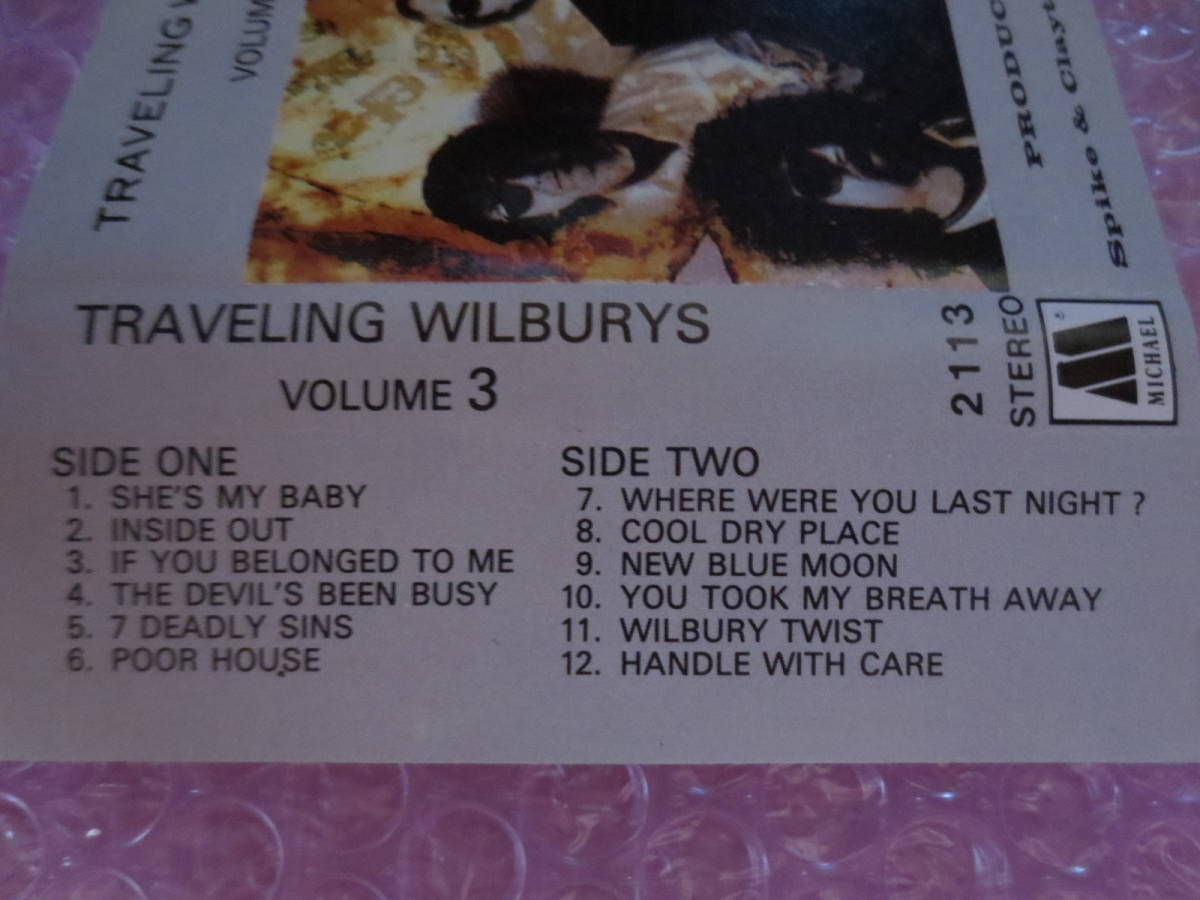 TRAVELING
PRODUC
Spike & Clayt
TRAVELING WILBURYS
VOLUME 3
2113
STEREO
MICHAEL
SIDE ONE
1. SHE'S MY BABY
2. INSIDE OUT
3. IF YOU BELONGED TO ME
4. THE DEVIL'S BEEN BUSY
5. 7 DEADLY SINS
6. POOR HOUSE
SIDE TWO
7. WHERE WERE YOU LAST NIGHT ?
8. COOL DRY PLACE
9. NEW BLUE MOON
10. YOU TOOK MY BREATH AWAY
11. WILBURY TWIST
12. HANDLE WITH CARE